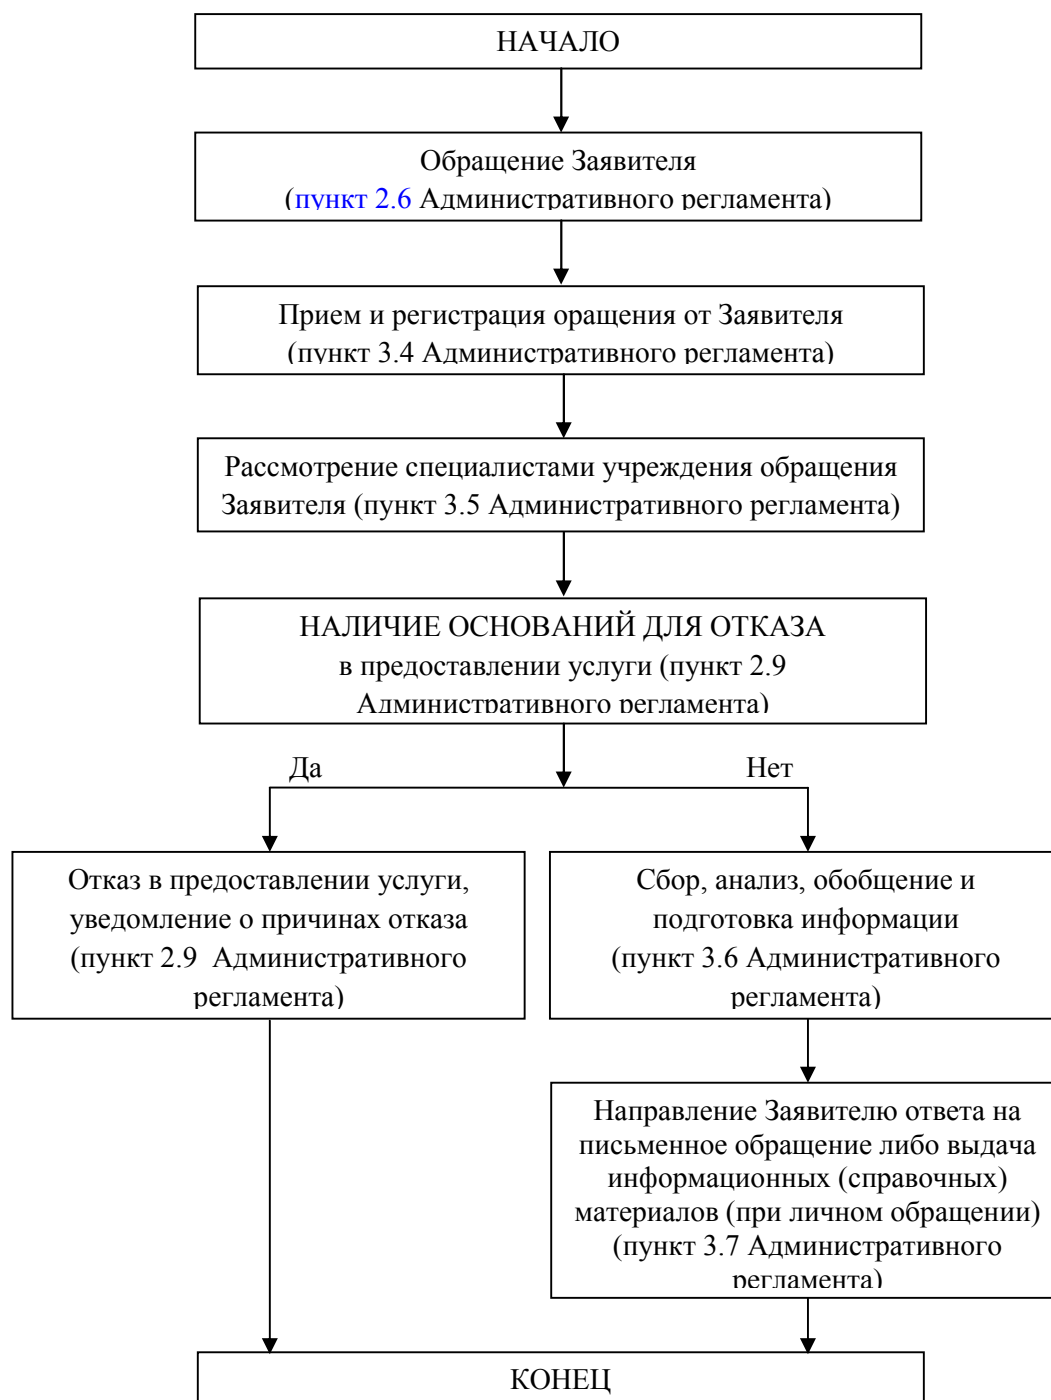 НАЧАЛО
Обращение Заявителя
(пункт 2.6 Административного регламента)
Прием и регистрация оращения от Заявителя
(пункт 3.4 Административного регламента)
Рассмотрение специалистами учреждения обращения
Заявителя (пункт 3.5 Административного регламента)
НАЛИЧИЕ ОСНОВАНИЙ ДЛЯ ОТКАЗА
в предоставлении услуги (пункт 2.9
Административного регламента)
Да
Нет
Отказ в предоставлении услуги,
уведомление о причинах отказа
(пункт 2.9 Административного
регламента)
Сбор, анализ, обобщение и
подготовка информации
(пункт 3.6 Административного
регламента)
Направление Заявителю ответа на
письменное обращение либо выдача
информационных (справочных)
материалов (при личном обращении)
(пункт 3.7 Административного
регламента)
КОНЕЦ